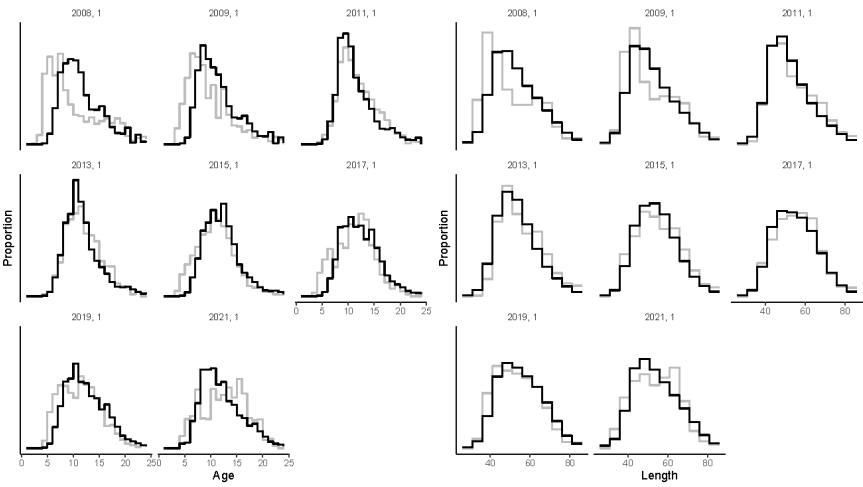 2008, 1 2009, 1 2011, 1
2013, 1 2015, 1 2017, 1
0 5 10 15 20 25
2019, 1 2021, 1
0 5 10 15 20 25 0 5 10 15 20 25
Age
Proportion
2008, 1 2009, 1 2011, 1
2013, 1 2015, 1 2017, 1
40 60 80
2019, 1 2021, 1
40 60 80 40 60 80
Length
Proportion